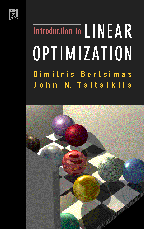 Introduction to LINEAR
OPTIMIZATION
Dimitris Bertsimas
John N. Tsitsiklis